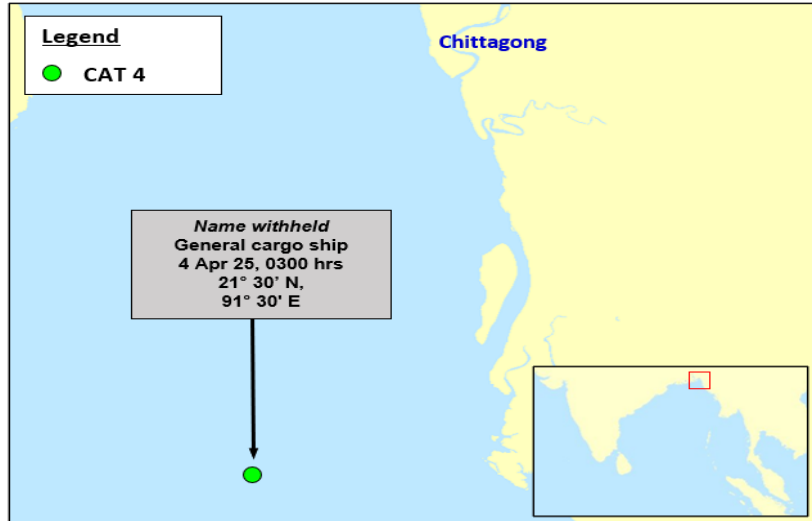 Legend
CAT 4
Chittagong
Name withheld
General cargo ship
4 Apr 25, 0300 hrs
21° 30’ N,
91° 30' E